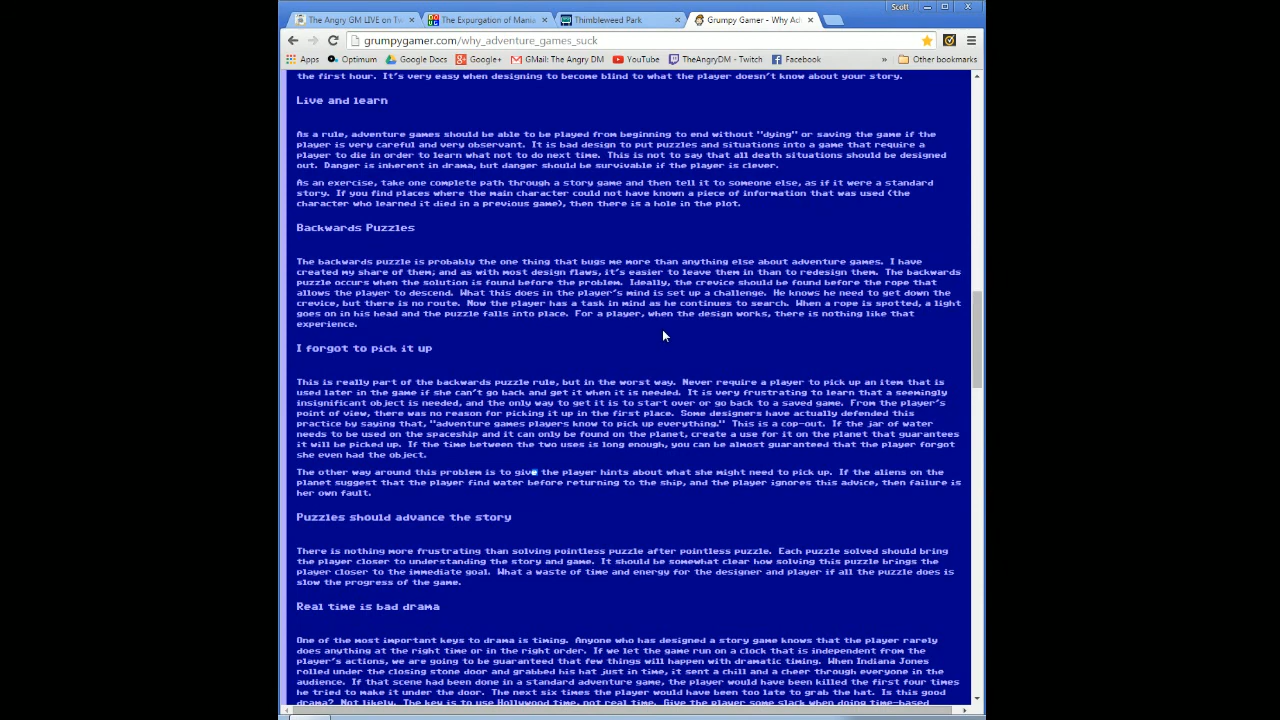 Scott
The Angry GM LIVE on Tw
The Expurgation of Mania
Thimbleweed Park
Grumpy Gamer - Why Adv
grumpygamer.com/why_adventure_games_suck
Apps
Optimum
Google Docs
Google+
GMail: The Angry DM
YouTube
TheAngryDM - Twitch
Facebook
»
Other bookmarks
the first hour. It's very easy when designing to become blind to what the player doesn't know about your story.
Live and learn
As a rule, adventure games should be able to be played from beginning to end without "dying" or saving the game if the
player is very careful and very observant. It is bad design to put puzzles and situations into a game that require a
player to die in order to learn what not to do next time. This is not to say that all death situations should be designed
out. Danger is inherent in drama, but danger should be survivable if the player is clever.
As an exercise, take one complete path through a story game and then tell it to someone else, as if it were a standard
story. If you find places where the main character could not have known a piece of information that was used (the
character who learned it died in a previous game), then there is a hole in the plot.
Backwards Puzzles
The backwards puzzle is probably the one thing that bugs me more than anything else about adventure games. I have
created my share of them; and as with most design flaws, it's easier to leave them in than to redesign them. The backwards
puzzle occurs when the solution is found before the problem. Ideally, the crevice should be found before the rope that
allows the player to descend. What this does in the player's mind is set up a challenge. He knows he need to get down the
crevice, but there is no route. Now the player has a task in mind as he continues to search. When a rope is spotted, a light
goes on in his head and the puzzle falls into place. For a player, when the design works, there is nothing like that
experience.
I forgot to pick it up
This is really part of the backwards puzzle rule, but in the worst way. Never require a player to pick up an item that is
used later in the game if she can't go back and get it when it is needed. It is very frustrating to learn that a seemingly
insignificant object is needed, and the only way to get it is to start over or go back to a saved game. From the player's
point of view, there was no reason for picking it up in the first place. Some designers have actually defended this
practice by saying that, "adventure games players know to pick up everything." This is a cop-out. If the jar of water
needs to be used on the spaceship and it can only be found on the planet, create a use for it on the planet that guarantees
it will be picked up. If the time between the two uses is long enough, you can be almost guaranteed that the player forgot
she even had the object.
The other way around this problem is to give the player hints about what she might need to pick up. If the aliens on the
planet suggest that the player find water before returning to the ship, and the player ignores this advice, then failure is
her own fault.
Puzzles should advance the story
There is nothing more frustrating than solving pointless puzzle after pointless puzzle. Each puzzle solved should bring
the player closer to understanding the story and game. It should be somewhat clear how solving this puzzle brings the
player closer to the immediate goal. What a waste of time and energy for the designer and player if all the puzzle does is
slow the progress of the game.
Real time is bad drama
One of the most important keys to drama is timing. Anyone who has designed a story game knows that the player rarely
does anything at the right time or in the right order. If we let the game run on a clock that is independent from the
player's actions, we are going to be guaranteed that few things will happen with dramatic timing. When Indiana Jones
rolled under the closing stone door and grabbed his hat just in time, it sent a chill and a cheer through everyone in the
audience. If that scene had been done in a standard adventure game, the player would have been killed the first four times
he tried to make it under the door. The next six times the player would have been too late to grab the hat. Is this good
drama? Not likely. The key is to use Hollywood time, not real time. Give the player some slack when doing time-based